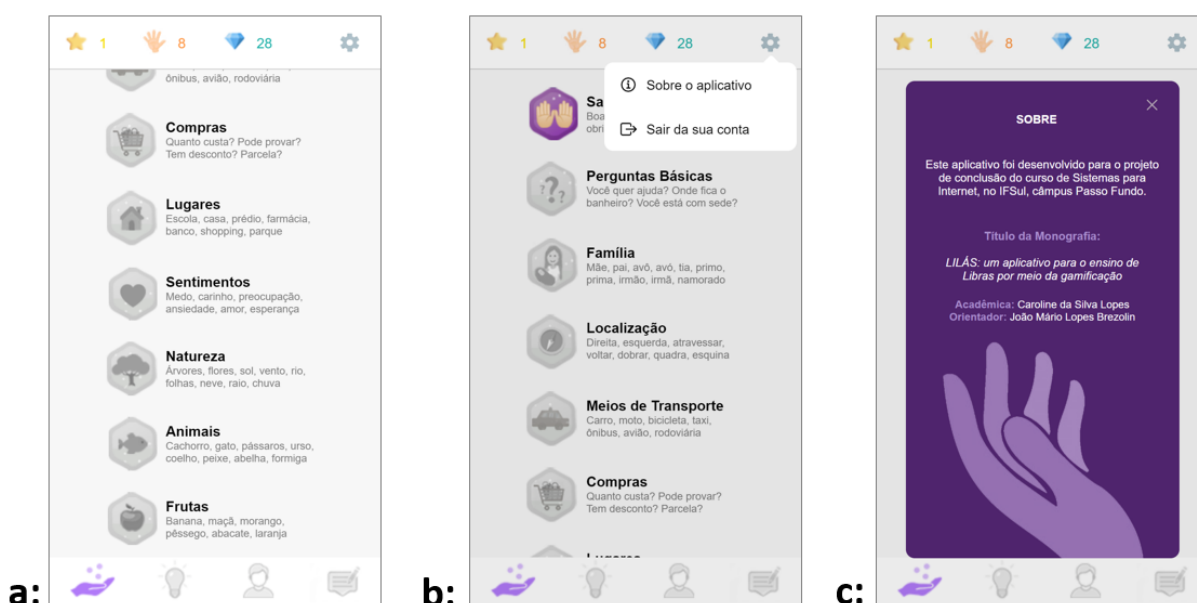 1 8 28
ônibus, avião, rodoviária
Compras
Quanto custa? Pode provar?
Tem desconto? Parcela?
Lugares
Escola, casa, prédio, farmácia,
banco, shopping, parque
Sentimentos
Medo, carinho, preocupação,
ansiedade, amor, esperança
Natureza
Árvores, flores, sol, vento, rio,
folhas, neve, raio, chuva
Animais
Cachorro, gato, pássaros, urso,
coelho, peixe, abelha, formiga
Frutas
Banana, maçã, morango,
pêssego, abacate, laranja
a:
1 8 28
Sobre o aplicativo
Sair da sua conta
Sa
Boa
obri
Perguntas Básicas
Você quer ajuda? Onde fica o
banheiro? Você está com sede?
Família
Mãe, pai, avô, avó, tia, primo,
prima, irmão, irmã, namorado
Localização
Direita, esquerda, atravessar,
voltar, dobrar, quadra, esquina
Meios de Transporte
Carro, moto, bicicleta, taxi,
ônibus, avião, rodoviária
Compras
Quanto custa? Pode provar?
Tem desconto? Parcela?
b:
1 8 28
SOBRE
Este aplicativo foi desenvolvido para o projeto
de conclusão do curso de Sistemas para
Internet, no IFSul, câmpus Passo Fundo.
Título da Monografia:
LILÁS: um aplicativo para o ensino de
Libras por meio da gamificação
Acadêmica: Caroline da Silva Lopes
Orientador: João Mário Lopes Brezolin
c: